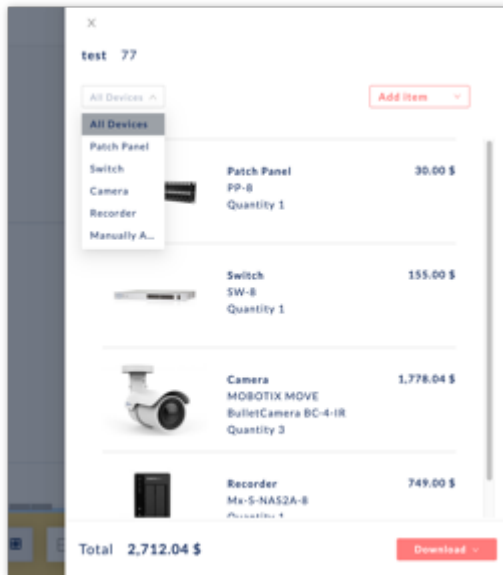 test 77
All Devices
Add Item
All Devices
Patch Panel
Switch
Camera
Recorder
Manually A...
Patch Panel
30.00 $
PP-8
Quantity 1
Switch
155.00 $
SW-8
Quantity 1
Camera
1,778.04 $
MOBOTIX MOVE
BulletCamera BC-4-IR
Quantity 3
Recorder
749.00 $
Mx-S-NAS2A-8
Quantity 1
Total 2,712.04 $
Download